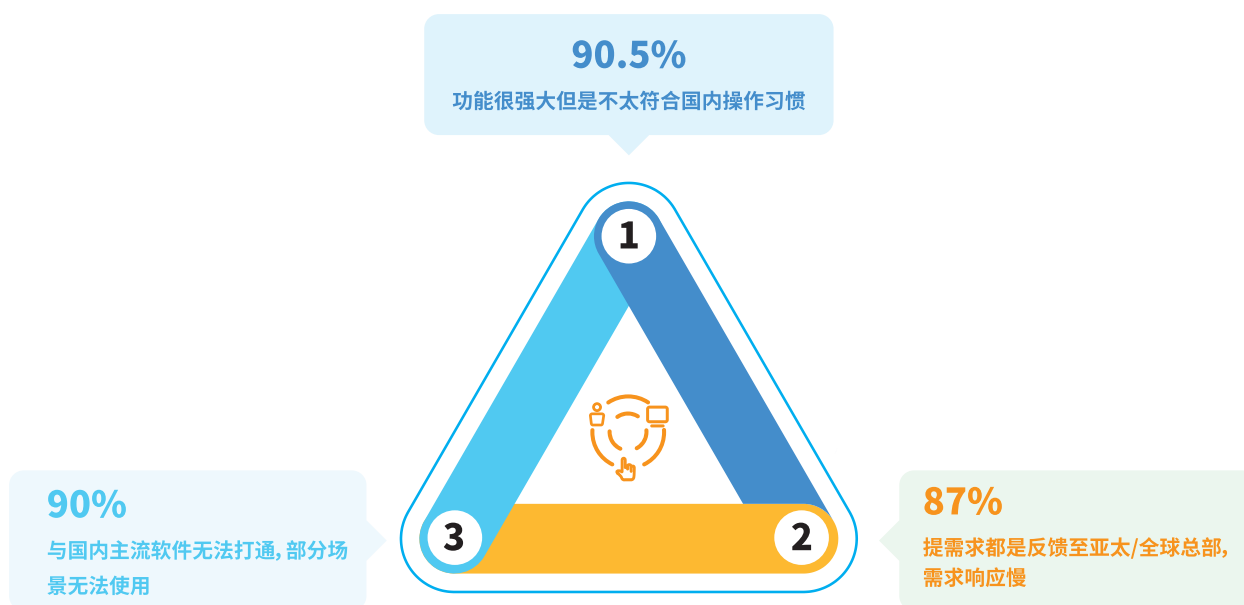 90.5%
功能很强大但是不太符合国内操作习惯
1
90%
与国内主流软件无法打通,部分场
景无法使用
3
2
87%
提需求都是反馈至亚太/全球总部,
需求响应慢